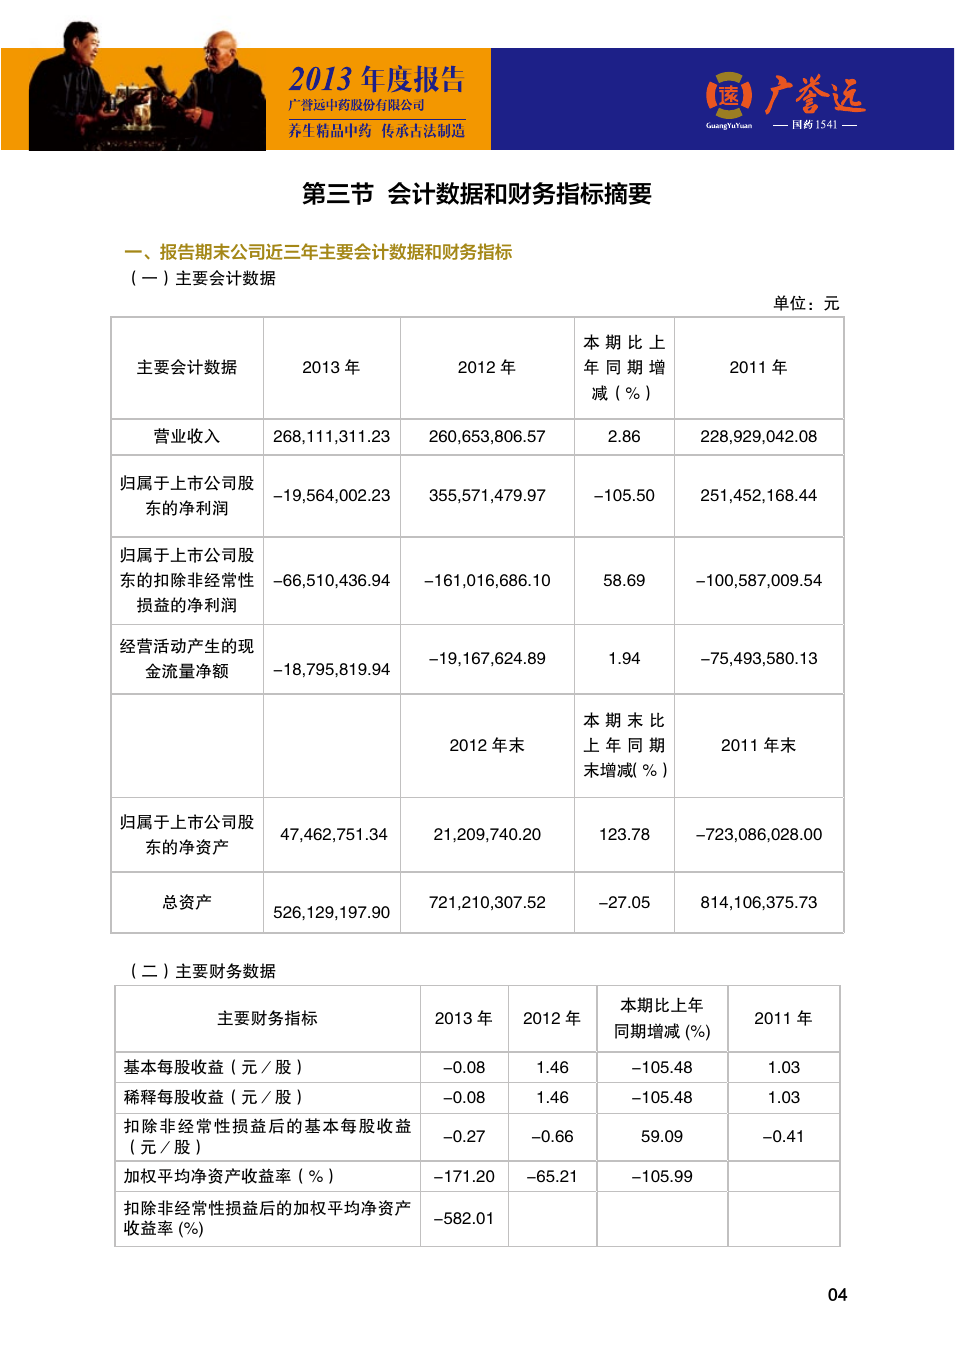 2013 年度报告
广誉远中药股份有限公司
养生精品中药 传承古法制造
遠
GuangYuYuan
广誉远
国药 1541
第三节 会计数据和财务指标摘要
一、报告期末公司近三年主要会计数据和财务指标
（一）主要会计数据
单位：元
主要会计数据 2013 年 2012 年 本期比上年同期增减（%） 2011 年
营业收入 268,111,311.23 260,653,806.57 2.86 228,929,042.08
归属于上市公司股东的净利润 -19,564,002.23 355,571,479.97 -105.50 251,452,168.44
归属于上市公司股东的扣除非经常性损益的净利润 -66,510,436.94 -161,016,686.10 58.69 -100,587,009.54
经营活动产生的现金流量净额 -18,795,819.94 -19,167,624.89 1.94 -75,493,580.13
2012 年末 本期末比上年同期末增减（%） 2011 年末
归属于上市公司股东的净资产 47,462,751.34 21,209,740.20 123.78 -723,086,028.00
总资产 526,129,197.90 721,210,307.52 -27.05 814,106,375.73
（二）主要财务数据
主要财务指标 2013 年 2012 年 本期比上年同期增减 (%) 2011 年
基本每股收益（元／股） -0.08 1.46 -105.48 1.03
稀释每股收益（元／股） -0.08 1.46 -105.48 1.03
扣除非经常性损益后的基本每股收益（元／股） -0.27 -0.66 59.09 -0.41
加权平均净资产收益率（%） -171.20 -65.21 -105.99
扣除非经常性损益后的加权平均净资产收益率 (%) -582.01
04